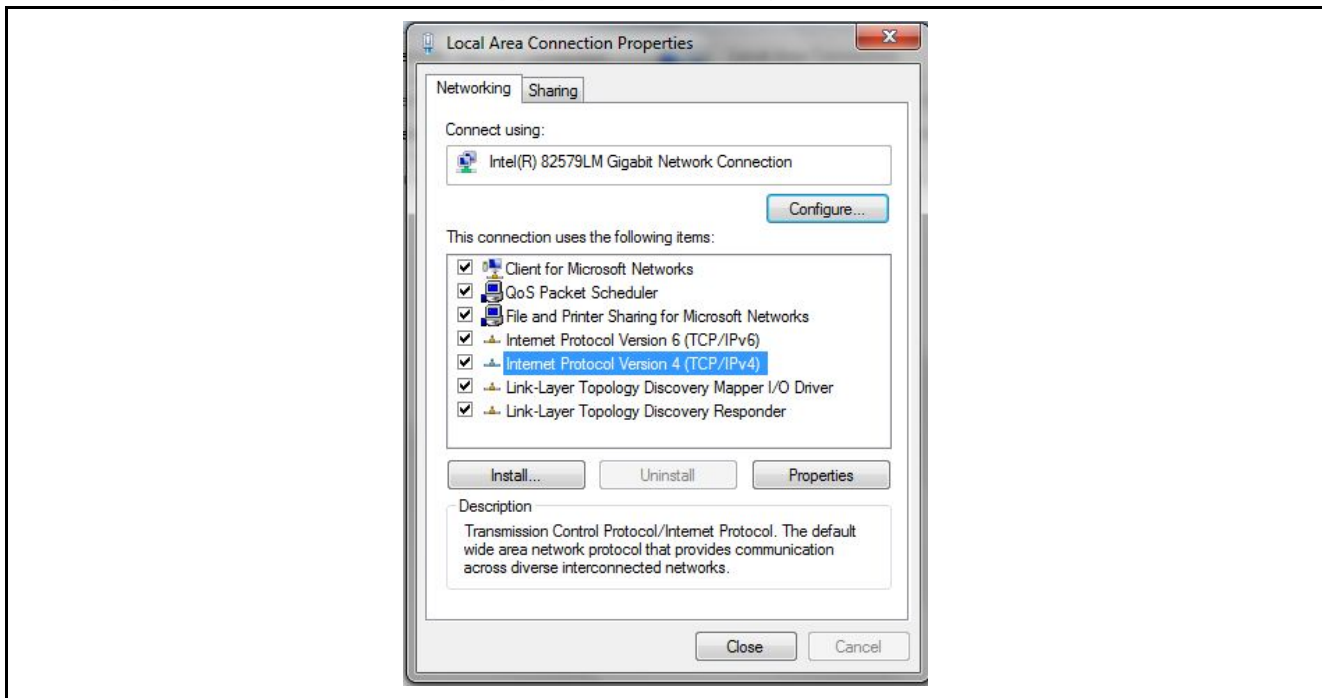 Local Area Connection Properties
Networking
Sharing
Connect using:
Intel(R) 82579LM Gigabit Network Connection
Configure...
This connection uses the following items:
Client for Microsoft Networks
QoS Packet Scheduler
File and Printer Sharing for Microsoft Networks
Internet Protocol Version 6 (TCP/IPv6)
Internet Protocol Version 4 (TCP/IPv4)
Link-Layer Topology Discovery Mapper I/O Driver
Link-Layer Topology Discovery Responder
Install...
Uninstall
Properties
Description
Transmission Control Protocol/Internet Protocol. The default
wide area network protocol that provides communication
across diverse interconnected networks.
Close
Cancel